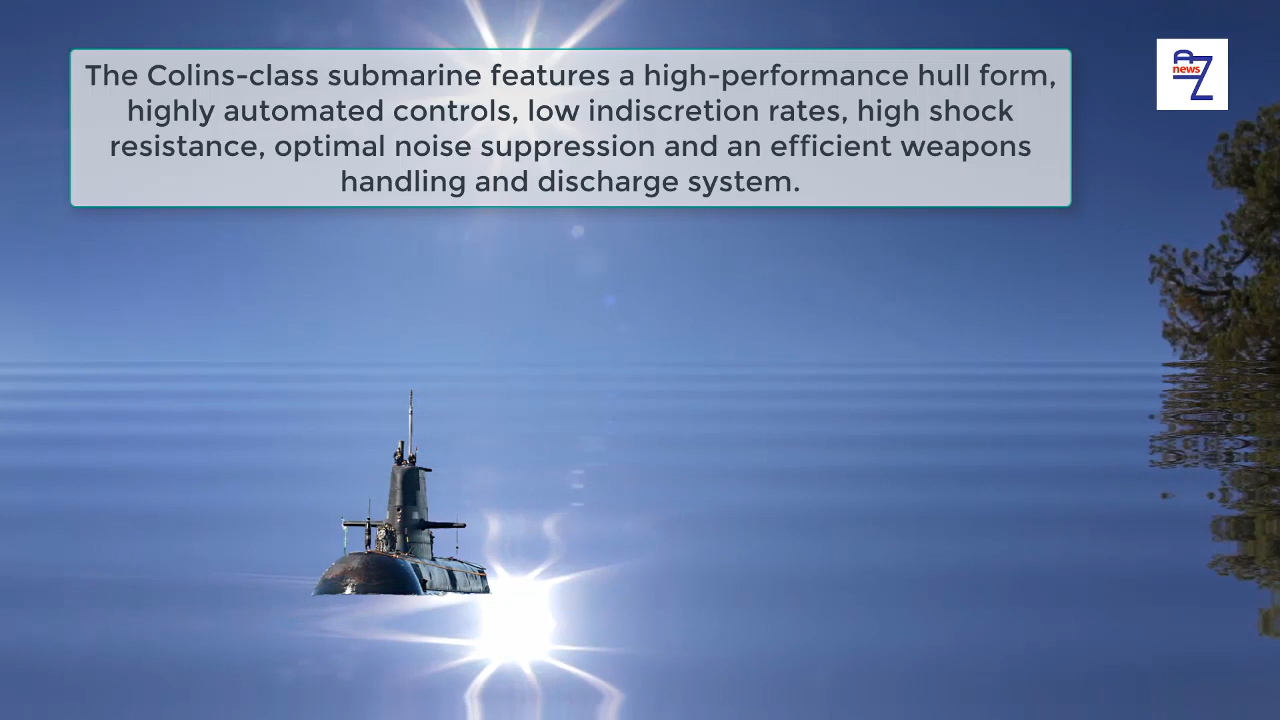 The Colins-class submarine features a high-performance hull form,
highly automated controls, low indiscretion rates, high shock
resistance, optimal noise suppression and an efficient weapons
handling and discharge system.
AZ
news